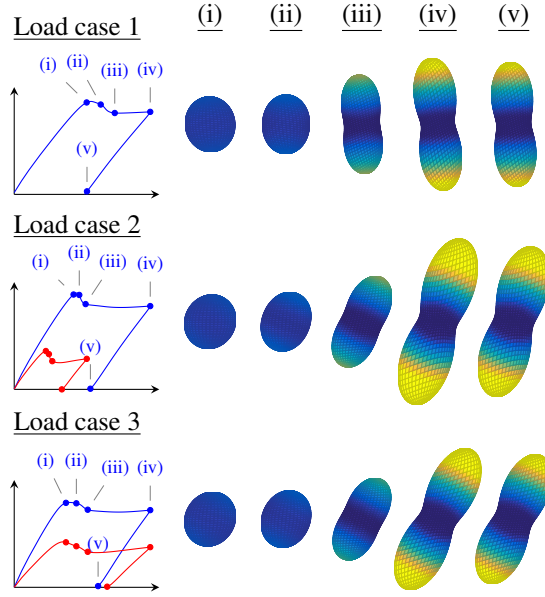 (i) (ii) (iii) (iv) (v)
Load case 1
(i) (ii) (iii) (iv)
(v)
Load case 2
(i) (ii) (iii) (iv)
(v)
Load case 3
(i) (ii) (iii) (iv)
(v)